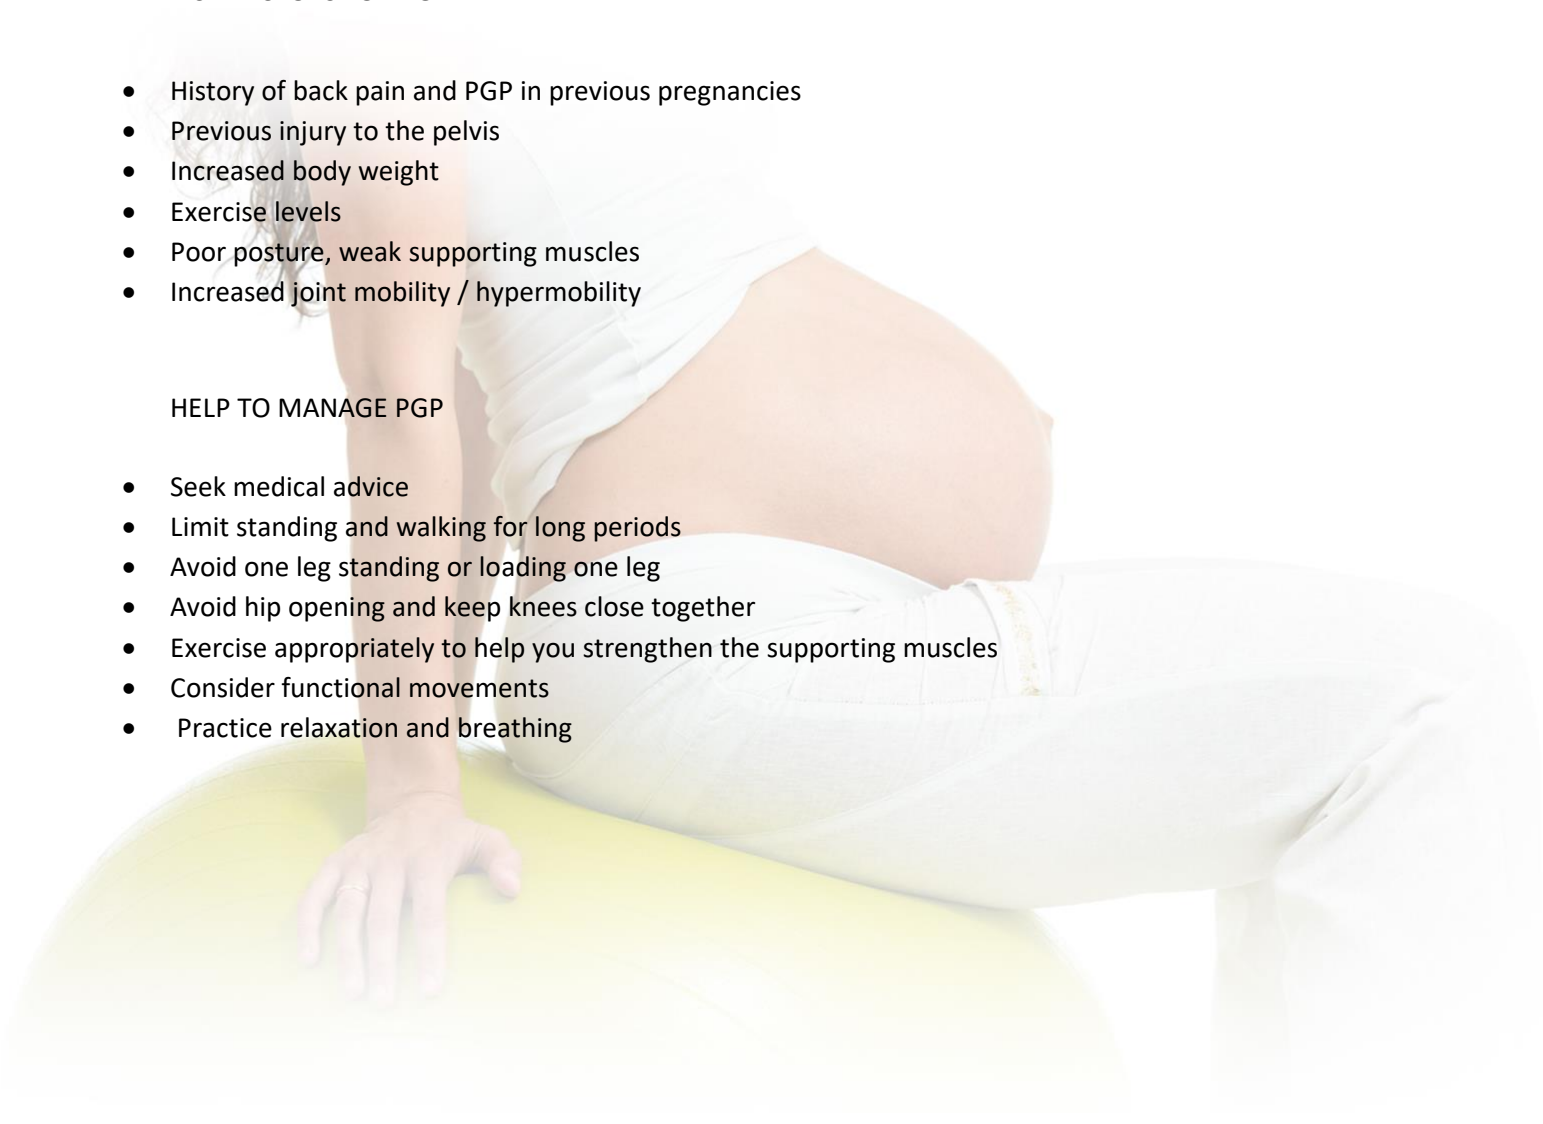 • History of back pain and PGP in previous pregnancies
• Previous injury to the pelvis
• Increased body weight
• Exercise levels
• Poor posture, weak supporting muscles
• Increased joint mobility / hypermobility
HELP TO MANAGE PGP
• Seek medical advice
• Limit standing and walking for long periods
• Avoid one leg standing or loading one leg
• Avoid hip opening and keep knees close together
• Exercise appropriately to help you strengthen the supporting muscles
• Consider functional movements
• Practice relaxation and breathing